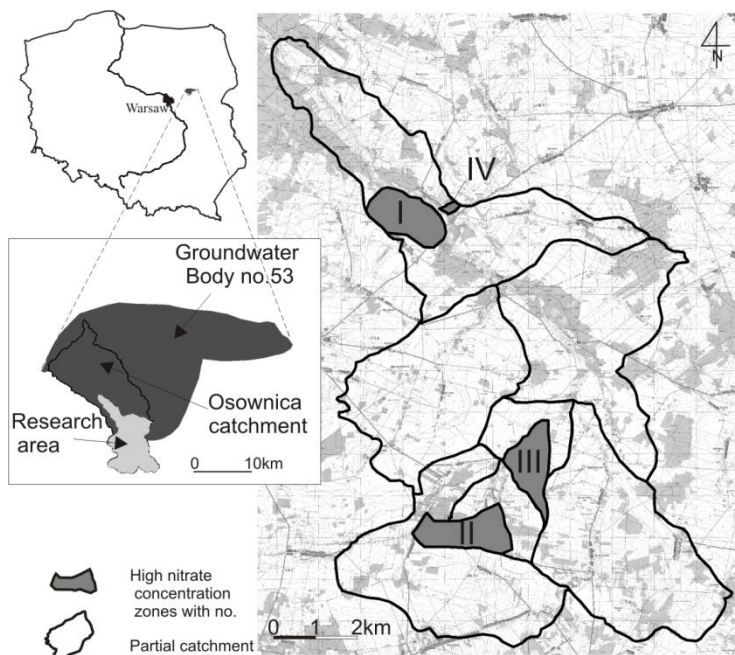 Warsaw
Groundwater
Body no.53
Osownica
catchment
Research
area
0 10km
High nitrate
concentration
zones with no.
Partial catchment
N
IV
I
III
II
0 1 2km